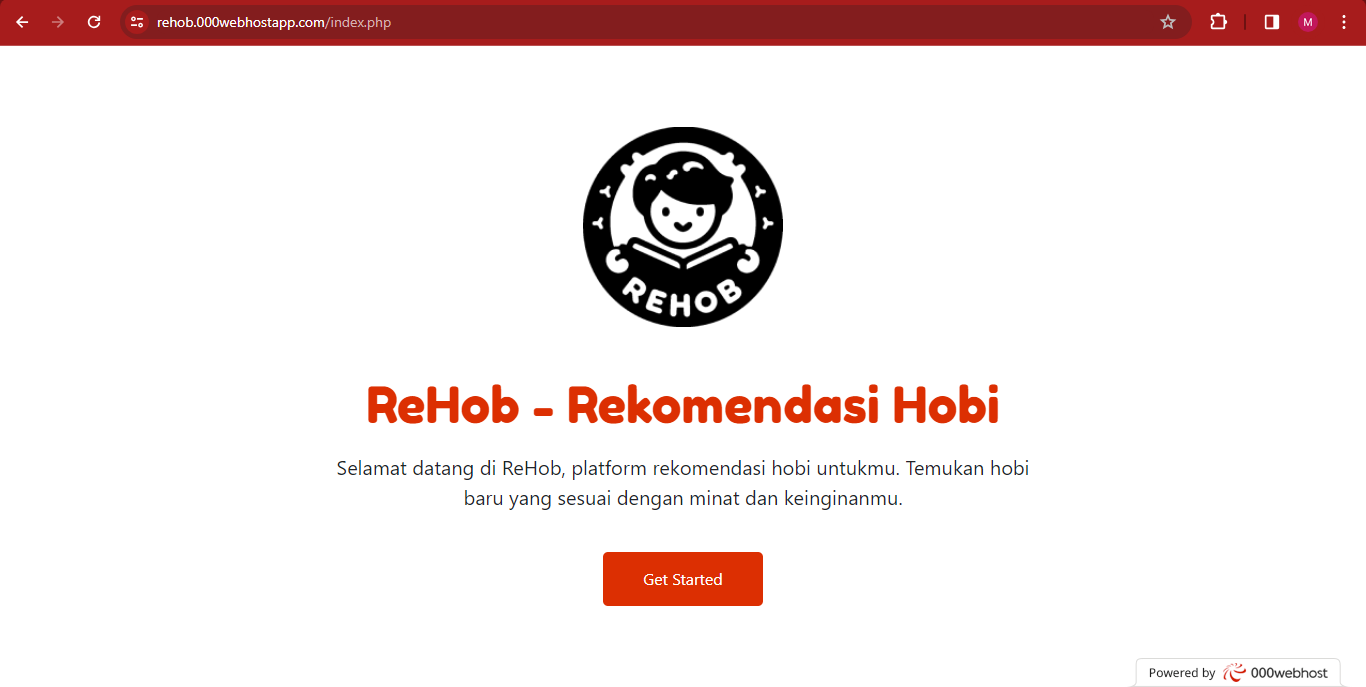 rehob.000webhostapp.com/index.php
M
REHOB
ReHob - Rekomendasi Hobi
Selamat datang di ReHob, platform rekomendasi hobi untukmu. Temukan hobi
baru yang sesuai dengan minat dan keinginanmu.
Get Started
Powered by 000webhost